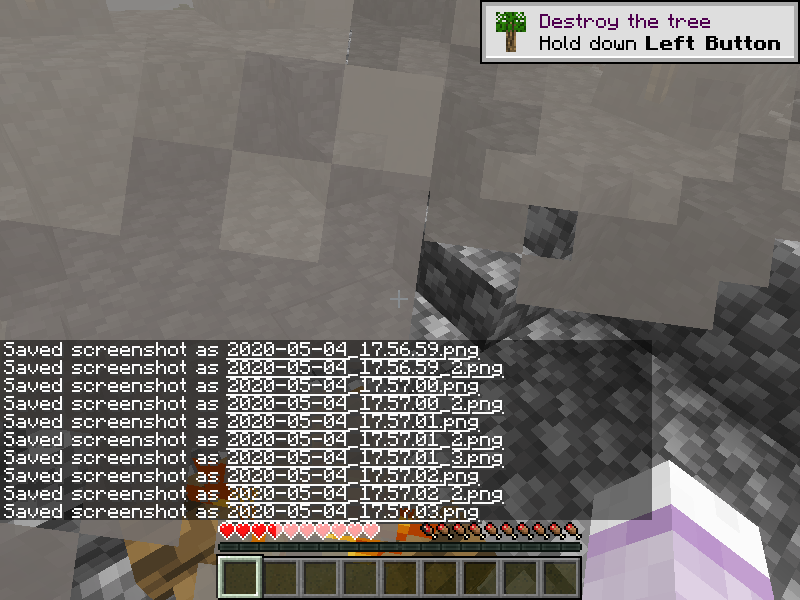 Destroy the tree
Hold down Left Button
Saved screenshot as 2020-05-04_17.56.59.png
Saved screenshot as 2020-05-04_17.56.59_2.png
Saved screenshot as 2020-05-04_17.57.00.png
Saved screenshot as 2020-05-04_17.57.00_2.png
Saved screenshot as 2020-05-04_17.57.01.png
Saved screenshot as 2020-05-04_17.57.01_2.png
Saved screenshot as 2020-05-04_17.57.01_3.png
Saved screenshot as 2020-05-04_17.57.02.png
Saved screenshot as 2020-05-04_17.57.02_2.png
Saved screenshot as 2020-05-04_17.57.03.png